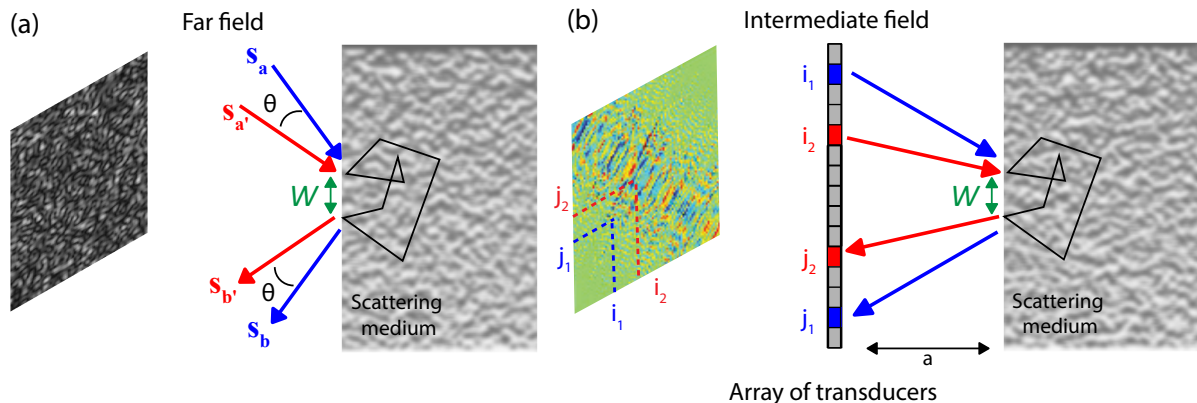 (a)
Far field
s_a
θ
s_a'
W
s_b'
θ
s_b
Scattering
medium
(b)
Intermediate field
j_2
j_1
i_1
i_2
i_1
i_2
j_2
j_1
W
a
Scattering
medium
Array of transducers